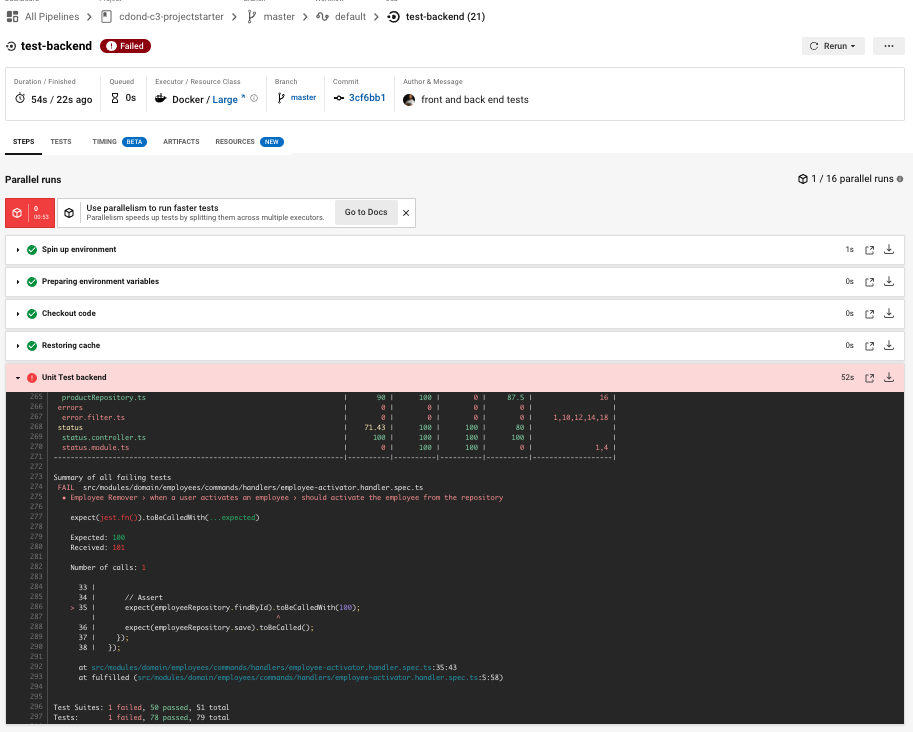 All Pipelines
cdond-c3-projectstarter
master
default
test-backend (21)
test-backend
Failed
Rerun
Duration / Finished
54s / 22s ago
Queued
0s
Executor / Resource Class
Docker / Large
Branch
master
Commit
3cf6bb1
Author & Message
front and back end tests
STEPS
TESTS
TIMING BETA
ARTIFACTS
RESOURCES NEW
Parallel runs
1 / 16 parallel runs
0
00:53
Use parallelism to run faster tests
Parallelism speeds up tests by splitting them across multiple executors.
Go to Docs
Spin up environment 1s
Preparing environment variables 0s
Checkout code 0s
Restoring cache 0s
Unit Test backend 52s
265 productRepository.ts | 90 | 100 | 0 | 87.5 | 16 |
266 errors | 0 | 0 | 0 | 0 | |
267 error.filter.ts | 0 | 0 | 0 | 0 | 1,10,12,14,18 |
268 status | 71.43 | 100 | 100 | 80 | |
269 status.controller.ts | 100 | 100 | 100 | 100 | |
270 status.module.ts | 0 | 100 | 100 | 0 | 1,4 |
271 --------------------------------------------------------------------|----------|----------|----------|----------|-------------------|
272
273 Summary of all failing tests
274 FAIL src/modules/domain/employees/commands/handlers/employee-activator.handler.spec.ts
275 ● Employee Remover › when a user activates an employee › should activate the employee from the repository
276
277 expect(jest.fn()).toBeCalledWith(...expected)
278
279 Expected: 100
280 Received: 101
281
282 Number of calls: 1
283
284 33 |
285 34 | // Assert
286 > 35 | expect(employeeRepository.findById).toBeCalledWith(100);
287 | ^
288 36 | expect(employeeRepository.save).toBeCalled();
289 37 | });
290 38 | });
291
292 at src/modules/domain/employees/commands/handlers/employee-activator.handler.spec.ts:35:43
293 at fulfilled (src/modules/domain/employees/commands/handlers/employee-activator.handler.spec.ts:5:58)
294
295
296 Test Suites: 1 failed, 50 passed, 51 total
297 Tests: 1 failed, 78 passed, 79 total